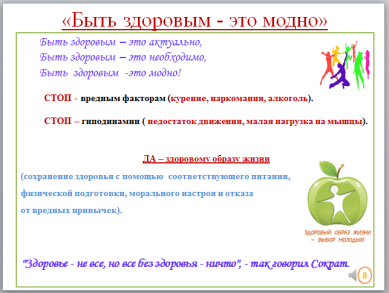 «Быть здоровым - это модно»
Быть здоровым – это актуально,
Быть здоровым – это необходимо,
Быть здоровым -это модно!
СТОП - вредным факторам (курение, наркомания, алкоголь).
СТОП – гиподинамии ( недостаток движения, малая нагрузка на мышцы).
ДА – здоровому образу жизни
(сохранение здоровья с помощью соответствующего питания,
физической подготовки, морального настроя и отказа
от вредных привычек).
ЗДОРОВЫЙ ОБРАЗ ЖИЗНИ
– ВЫБОР МОЛОДЫХ!
"Здоровье - не все, но все без здоровья - ничто", - так говорил Сократ.
8